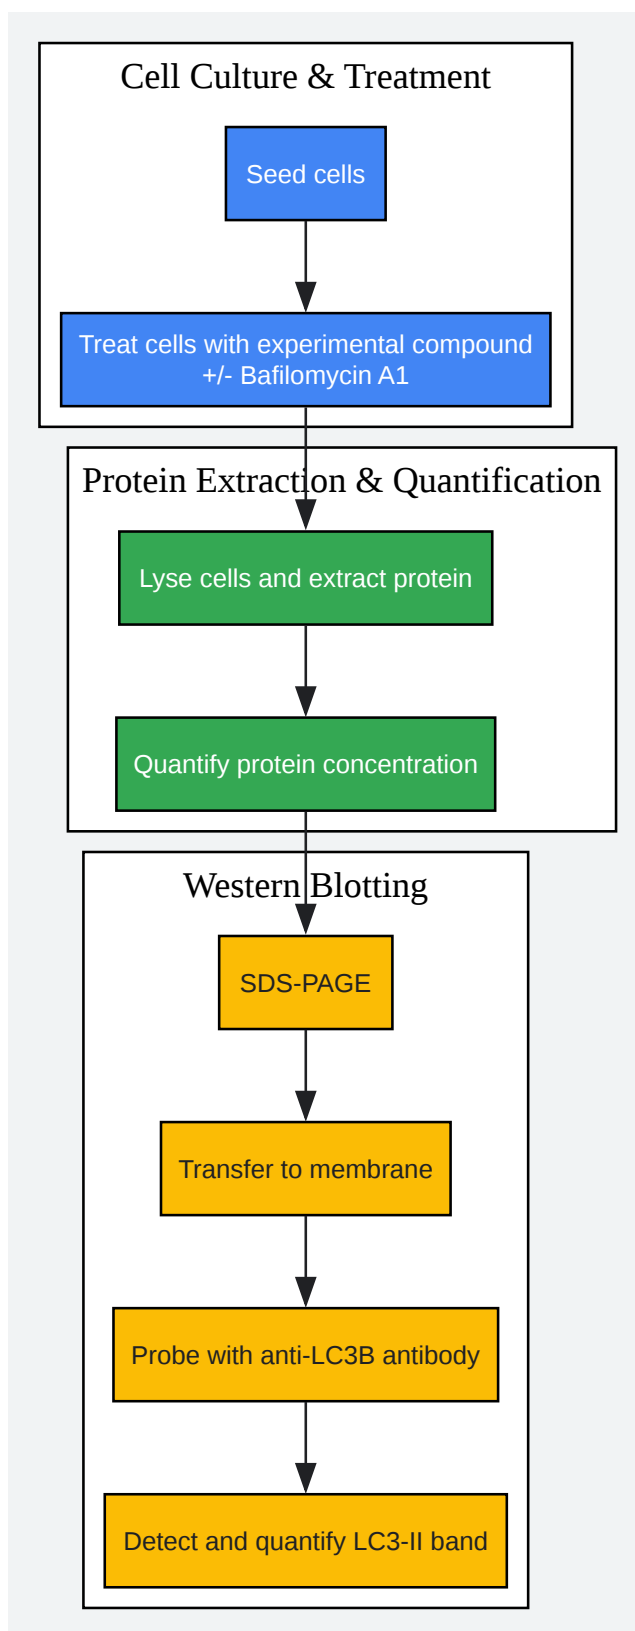 Cell Culture & Treatment
Seed cells
Treat cells with experimental compound
+/- Bafilomycin A1
Protein Extraction & Quantification
Lyse cells and extract protein
Quantify protein concentration
Western Blotting
SDS-PAGE
Transfer to membrane
Probe with anti-LC3B antibody
Detect and quantify LC3-II band